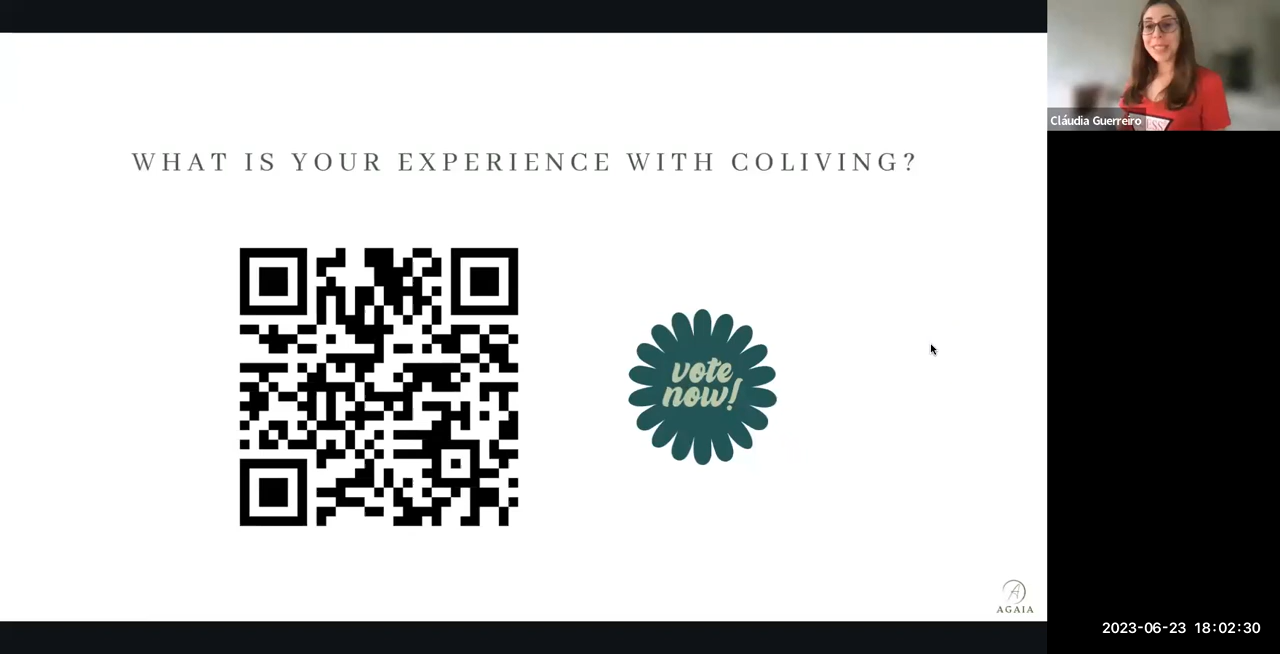 Cláudia Guerreiro
WHAT IS YOUR EXPERIENCE WITH COLIVING?
vote
now!
AGAIA
2023-06-23 18:02:30